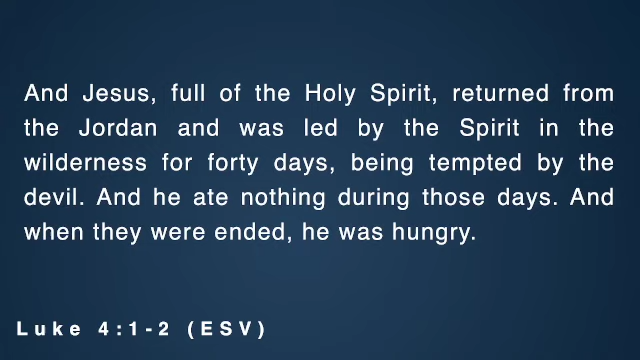 And Jesus, full of the Holy Spirit, returned from
the Jordan and was led by the Spirit in the
wilderness for forty days, being tempted by the
devil. And he ate nothing during those days. And
when they were ended, he was hungry.
Luke 4:1-2 (ESV)